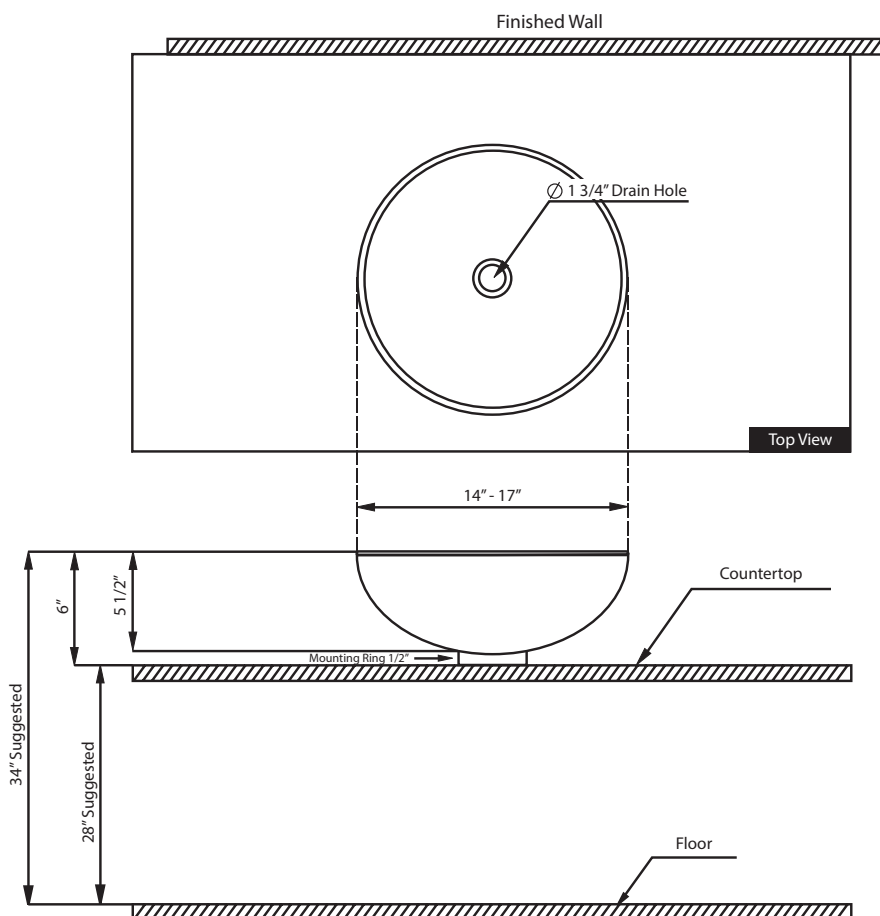 Finished Wall
∅ 1 3/4” Drain Hole
Top View
14” - 17”
6”
5 1/2”
Countertop
Mounting Ring 1/2”
34” Suggested
28” Suggested
Floor